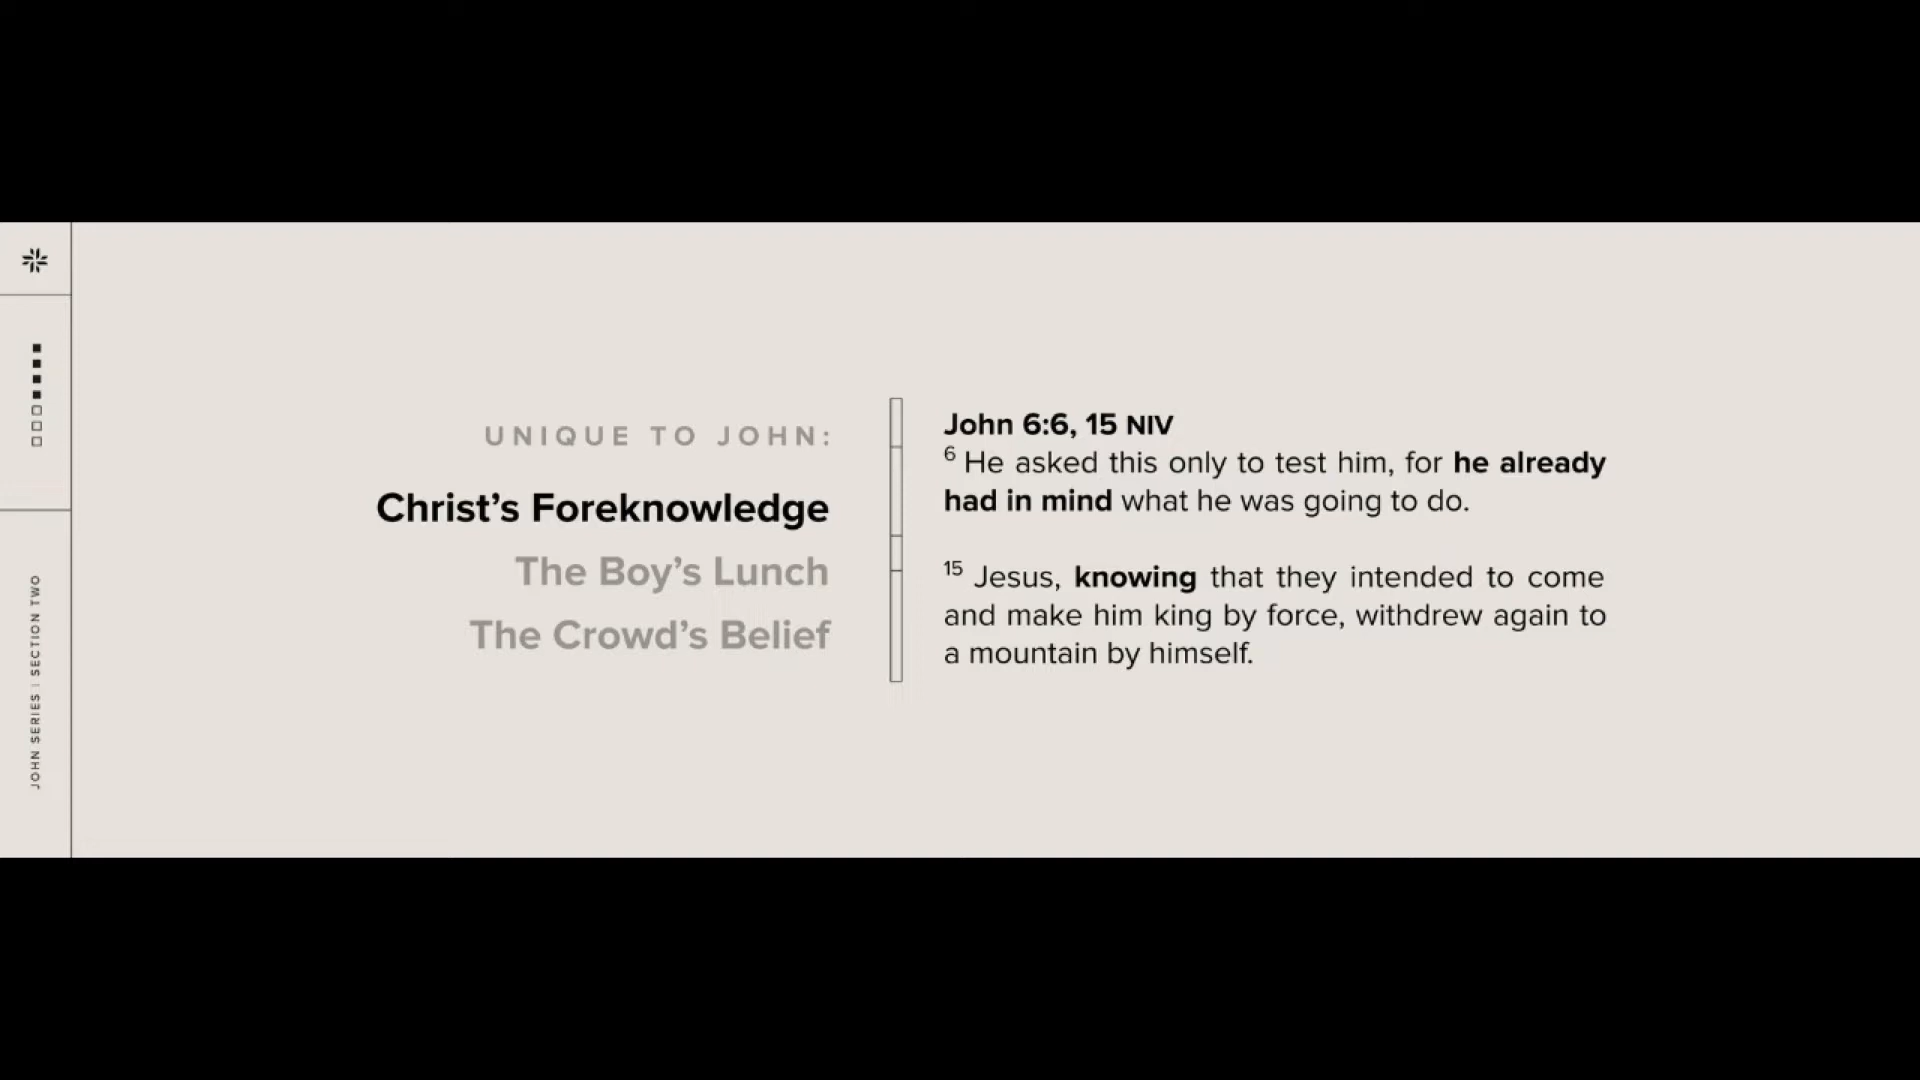 UNIQUE TO JOHN:
Christ’s Foreknowledge
The Boy’s Lunch
The Crowd’s Belief
John 6:6, 15 NIV
6 He asked this only to test him, for he already
had in mind what he was going to do.
15 Jesus, knowing that they intended to come
and make him king by force, withdrew again to
a mountain by himself.
JOHN SERIES | SECTION TWO